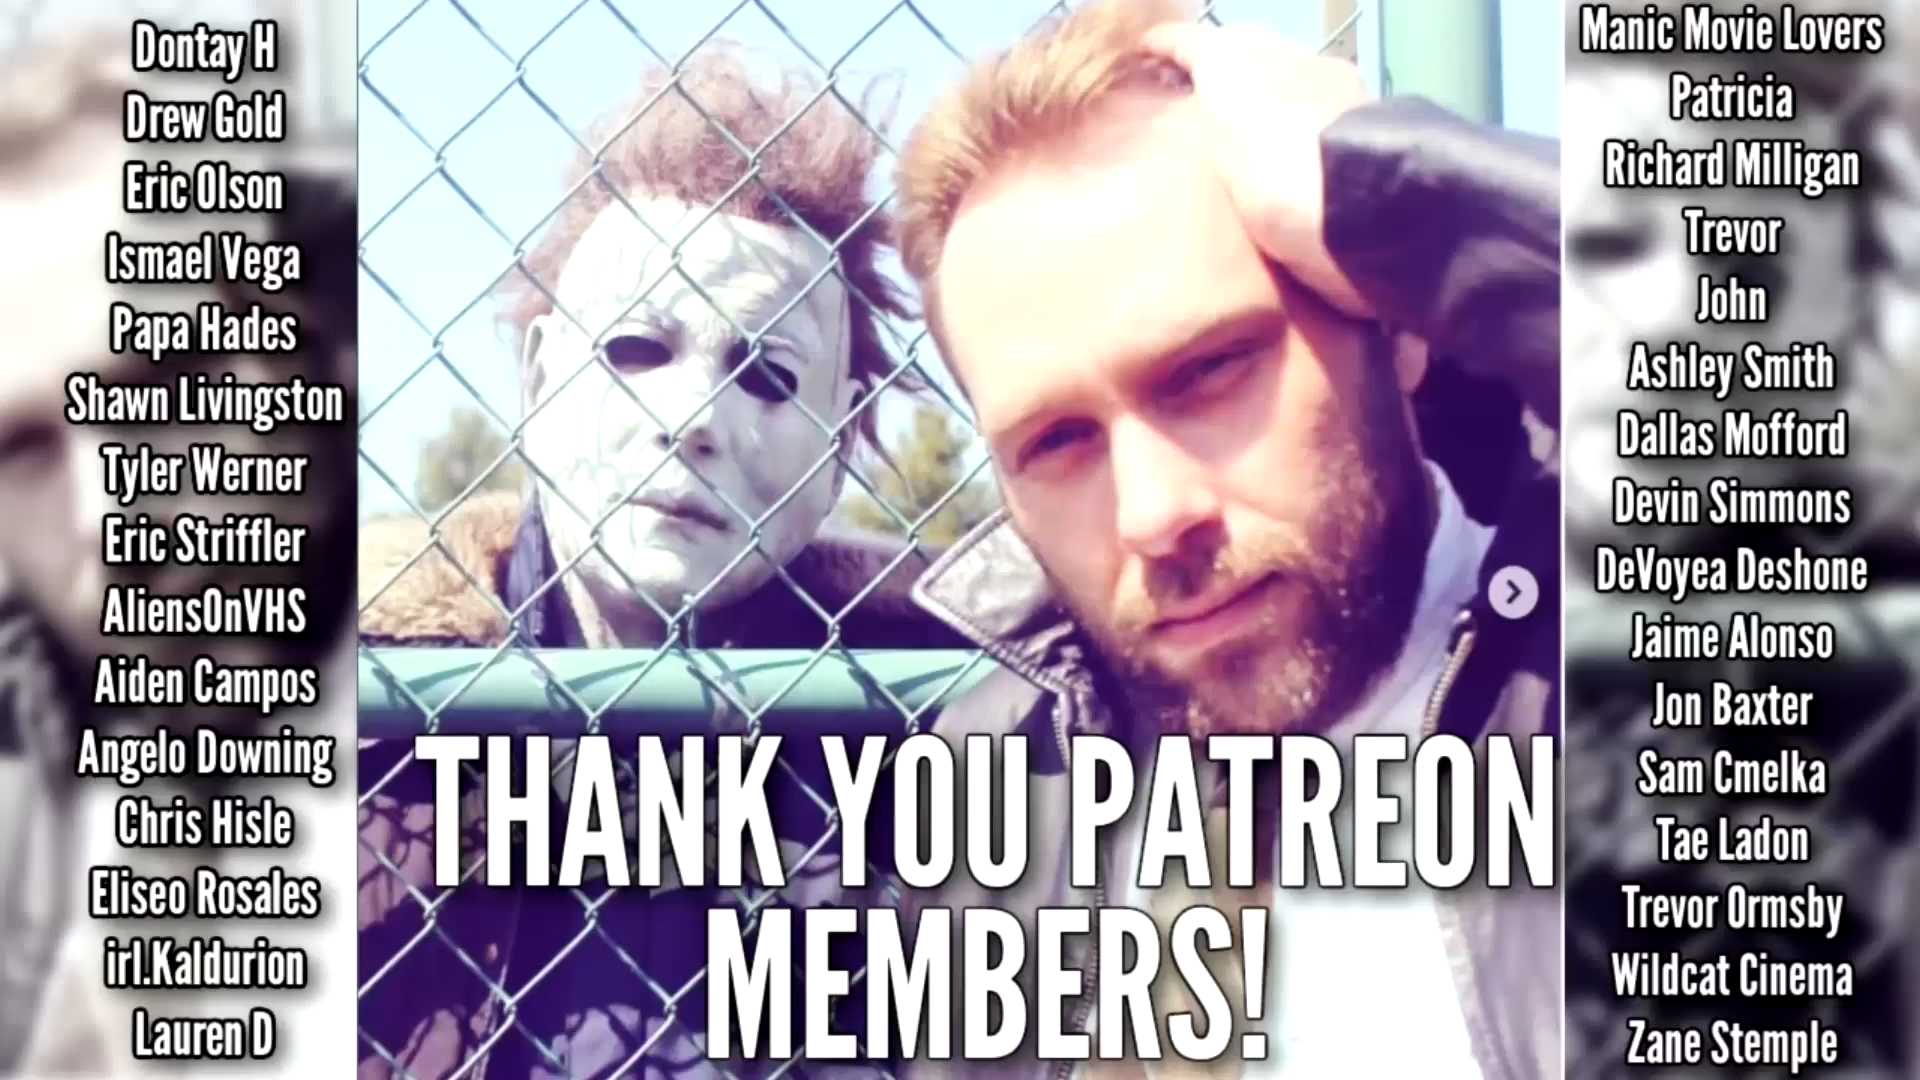 Dontay H
Drew Gold
Eric Olson
Ismael Vega
Papa Hades
Shawn Livingston
Tyler Werner
Eric Striffler
AliensOnVHS
Aiden Campos
Angelo Downing
Chris Hisle
Eliseo Rosales
irl.Kaldurion
Lauren D
THANK YOU PATREON
MEMBERS!
Manic Movie Lovers
Patricia
Richard Milligan
Trevor
John
Ashley Smith
Dallas Mofford
Devin Simmons
DeVoyea Deshone
Jaime Alonso
Jon Baxter
Sam Cmelka
Tae Ladon
Trevor Ormsby
Wildcat Cinema
Zane Stemple